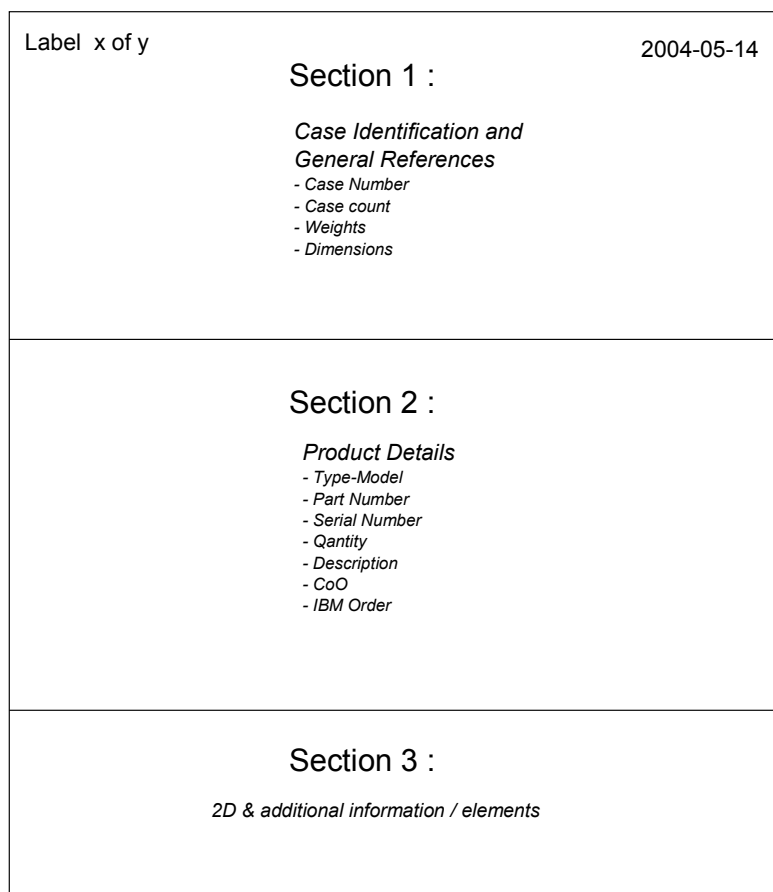 Label x of y
2004-05-14
Section 1 :
Case Identification and
General References
- Case Number
- Case count
- Weights
- Dimensions
Section 2 :
Product Details
- Type-Model
- Part Number
- Serial Number
- Qantity
- Description
- CoO
- IBM Order
Section 3 :
2D & additional information / elements